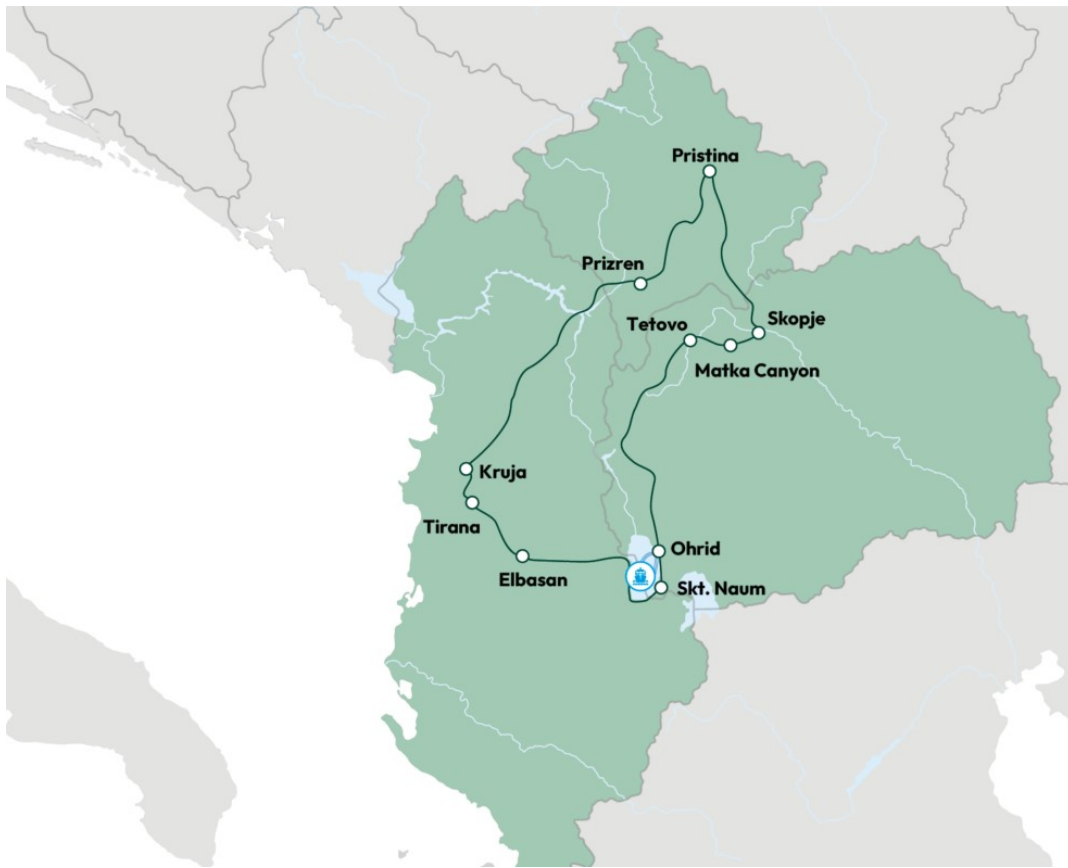 Pristina
Prizren
Skopje
Tetovo
Matka Canyon
Kruja
Tirana
Ohrid
Elbasan
Skt. Naum